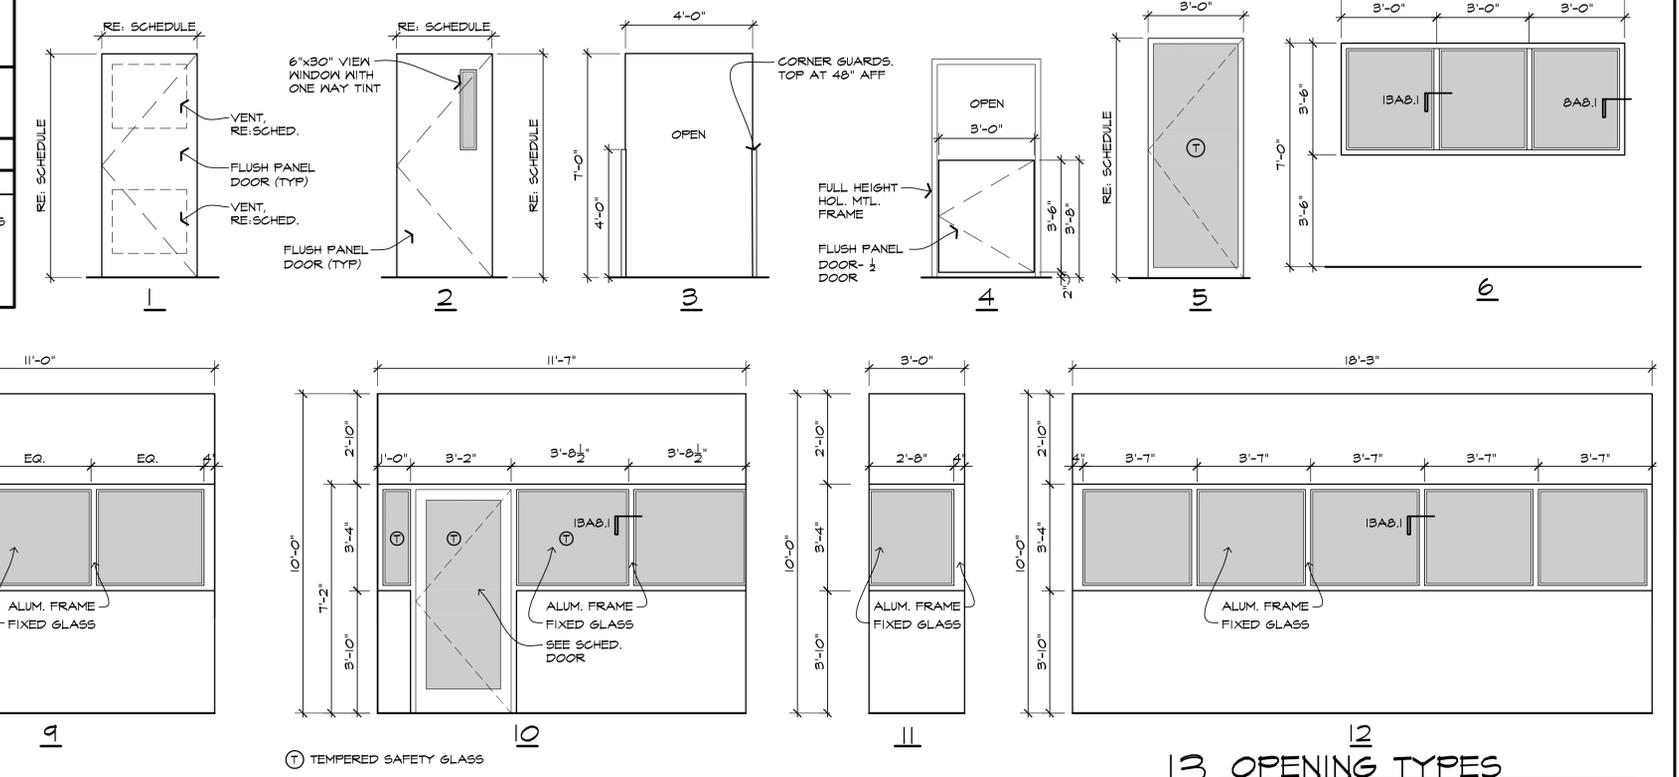 RE: SCHEDULE
RE: SCHEDULE
VENT,
RE:SCHED.
FLUSH PANEL
DOOR (TYP)
VENT,
RE:SCHED.
1
RE: SCHEDULE
6"x30" VIEW
WINDOW WITH
ONE WAY TINT
FLUSH PANEL
DOOR (TYP)
RE: SCHEDULE
2
4'-0"
7'-0"
4'-0"
OPEN
CORNER GUARDS.
TOP AT 48" AFF
3
OPEN
3'-0"
FULL HEIGHT
HOL. MTL.
FRAME
FLUSH PANEL
DOOR- ½
DOOR
3'-6"
3'-8"
2"
4
3'-0"
RE: SCHEDULE
T
5
3'-0" 3'-0" 3'-0"
7'-0"
3'-6"
3'-6"
13A8.1
8A8.1
6
11'-0"
EQ. EQ. 4"
ALUM. FRAME
FIXED GLASS
9
11'-7"
10'-0"
7'-2"
2'-10"
3'-4"
3'-10"
1'-0" 3'-2" 3'-8½" 3'-8½"
T T T
13A8.1
ALUM. FRAME
FIXED GLASS
SEE SCHED.
DOOR
10
T TEMPERED SAFETY GLASS
3'-0"
10'-0"
2'-10"
3'-4"
3'-10"
2'-8" 4"
ALUM. FRAME
FIXED GLASS
11
18'-3"
10'-0"
2'-10"
3'-4"
3'-10"
4" 3'-7" 3'-7" 3'-7" 3'-7" 3'-7"
13A8.1
ALUM. FRAME
FIXED GLASS
12
13 OPENING TYPES